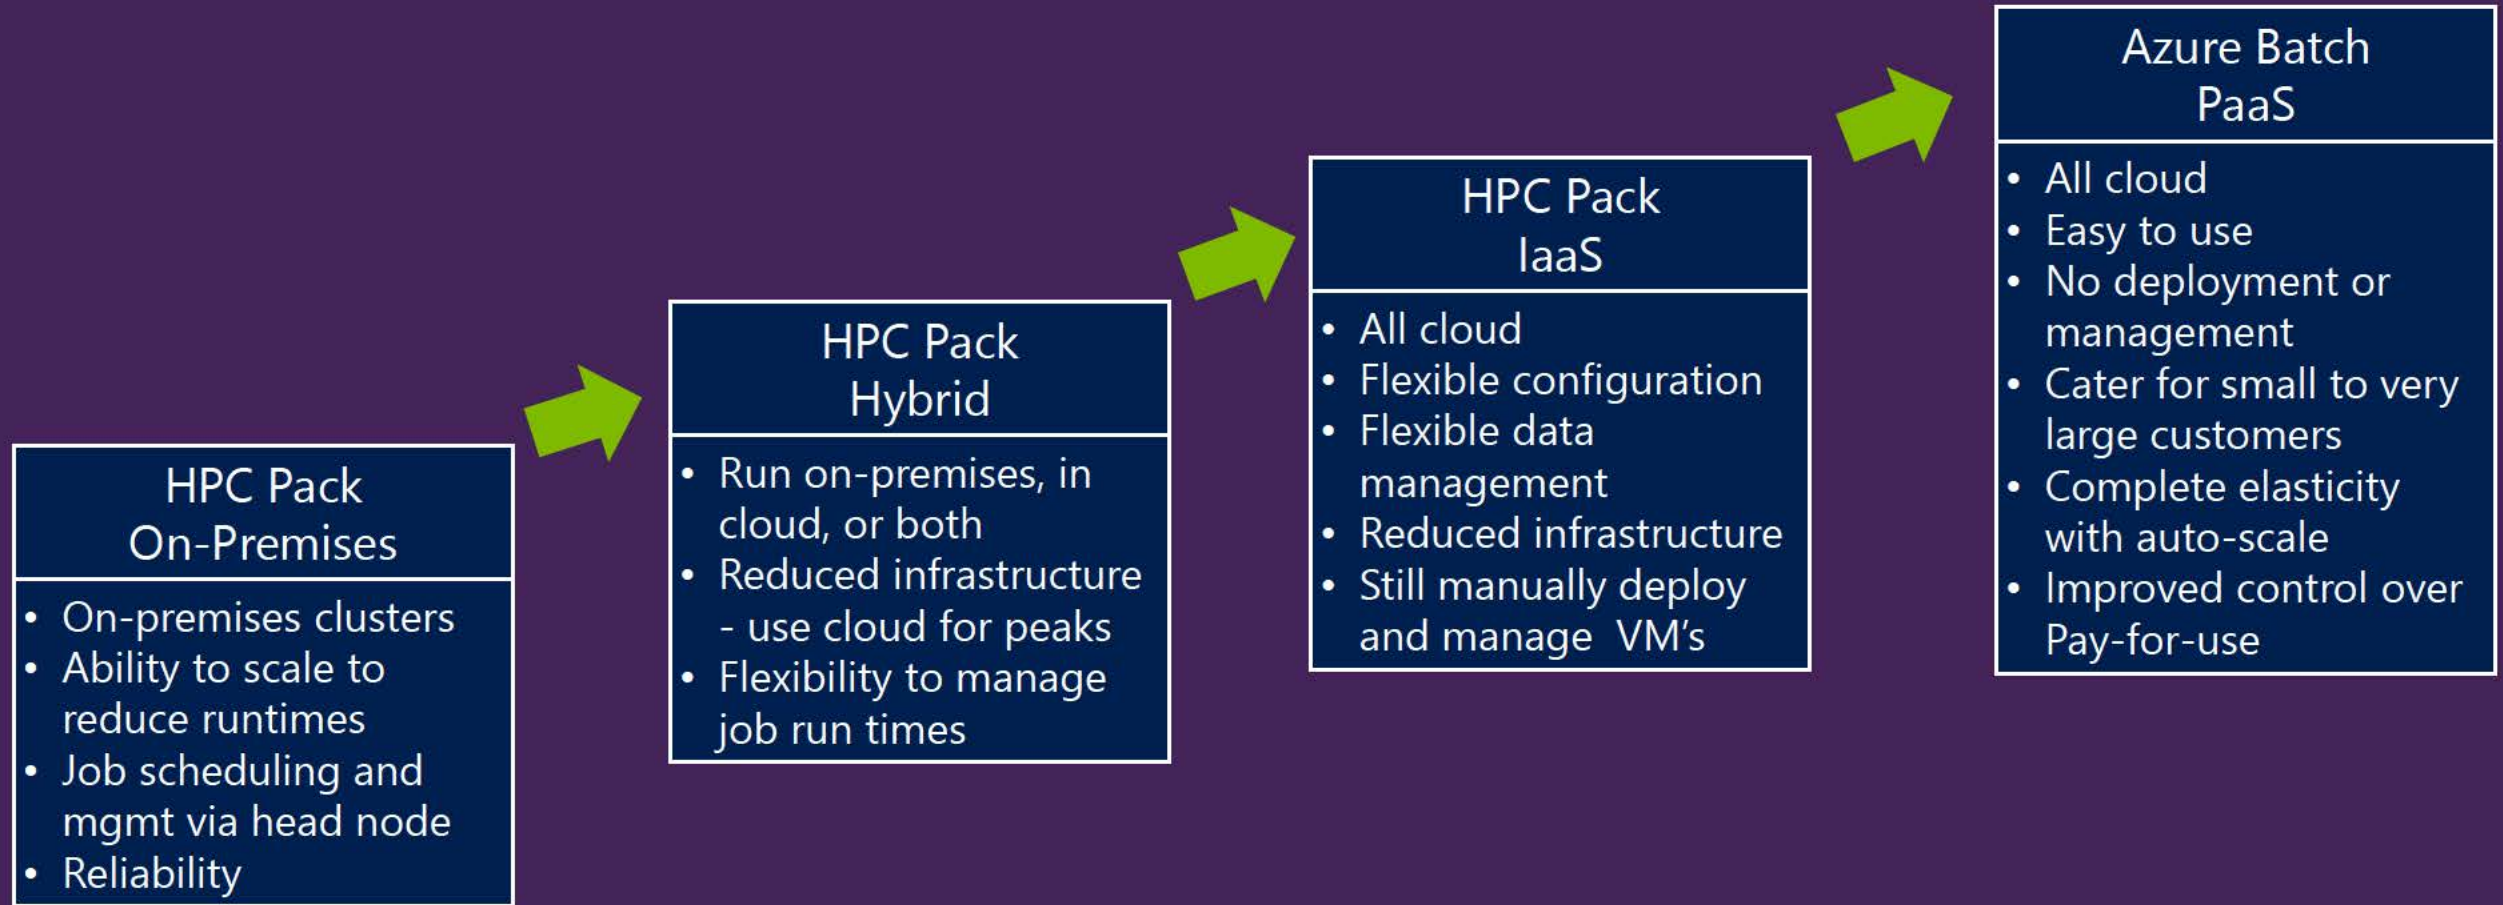 HPC Pack
On-Premises
• On-premises clusters
• Ability to scale to
reduce runtimes
• Job scheduling and
mgmt via head node
• Reliability
HPC Pack
Hybrid
• Run on-premises, in
cloud, or both
• Reduced infrastructure
- use cloud for peaks
• Flexibility to manage
job run times
HPC Pack
IaaS
• All cloud
• Flexible configuration
• Flexible data
management
• Reduced infrastructure
• Still manually deploy
and manage  VM’s
Azure Batch
PaaS
• All cloud
• Easy to use
• No deployment or
management
• Cater for small to very
large customers
• Complete elasticity
with auto-scale
• Improved control over
Pay-for-use